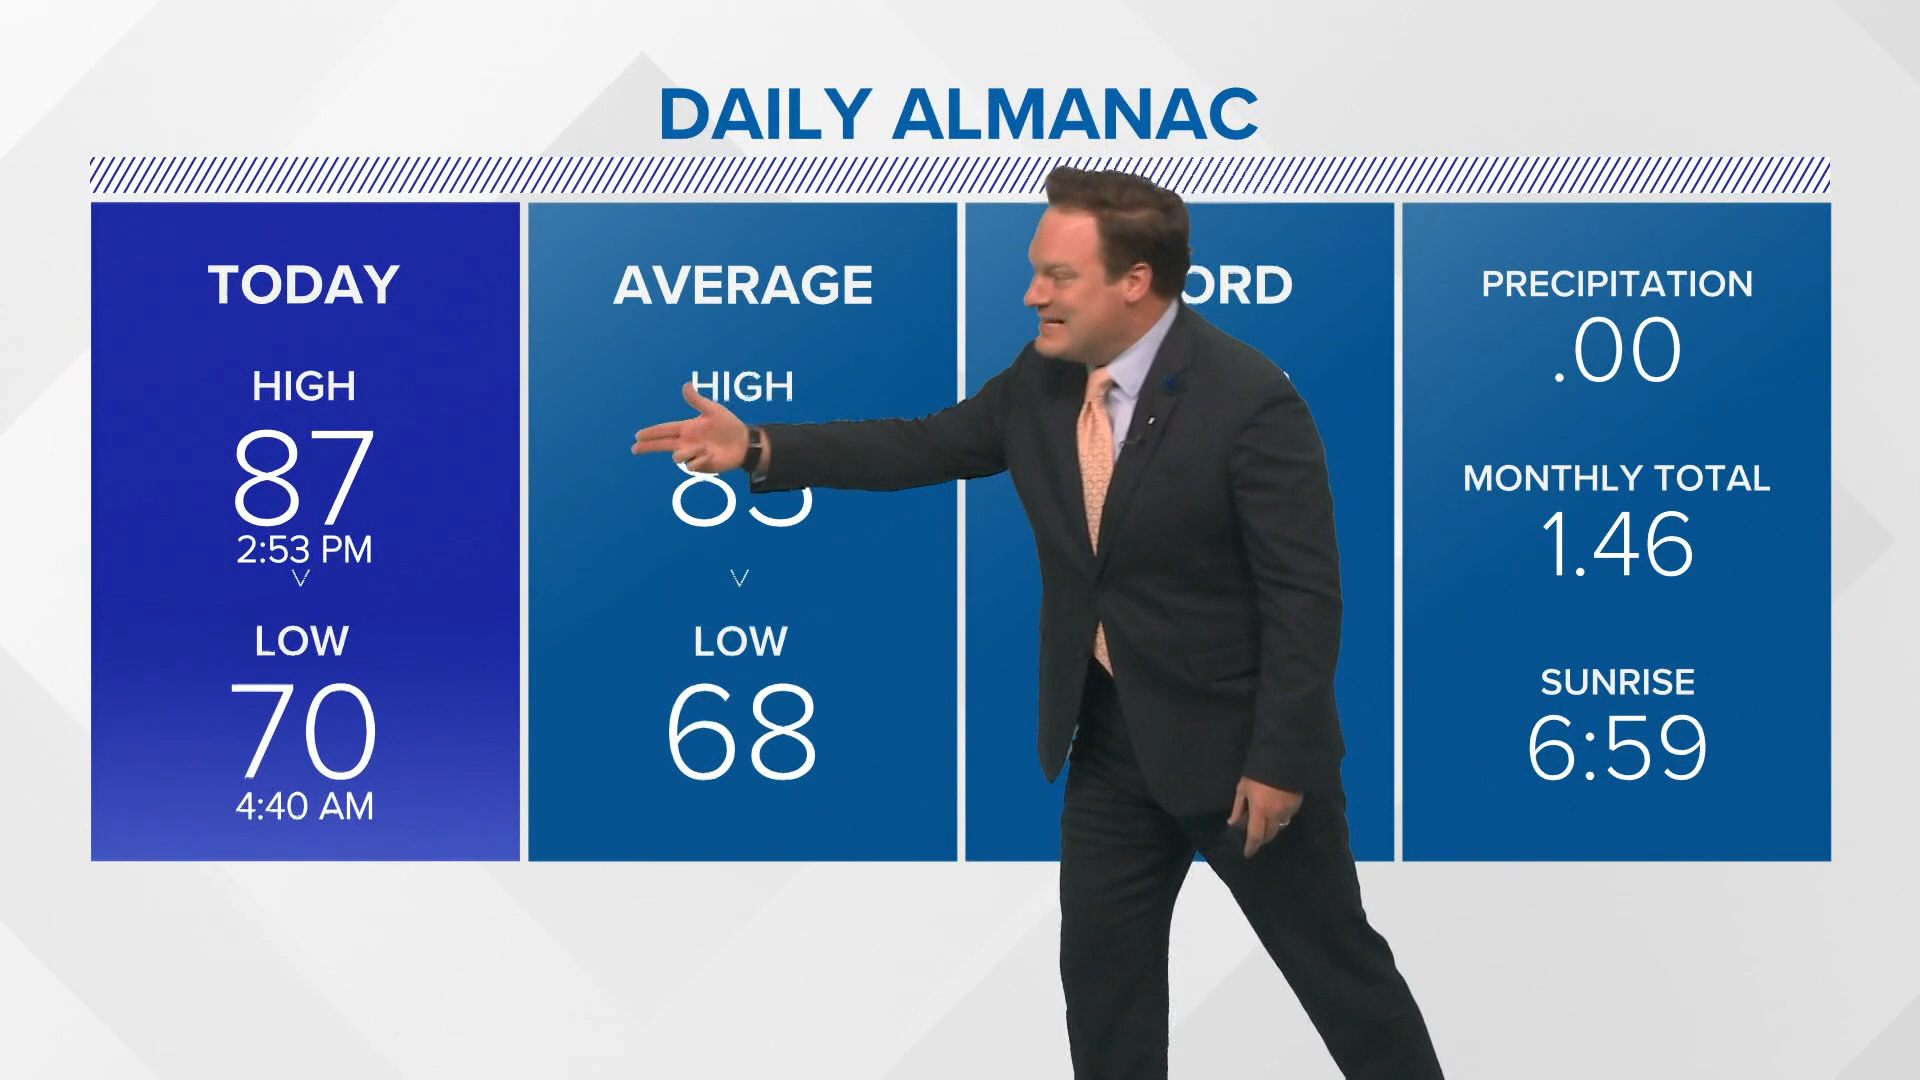 DAILY ALMANAC
TODAY
HIGH
87
2:53 PM
LOW
70
4:40 AM
AVERAGE
HIGH
LOW
68
ORD
PRECIPITATION
.00
MONTHLY TOTAL
1.46
SUNRISE
6:59